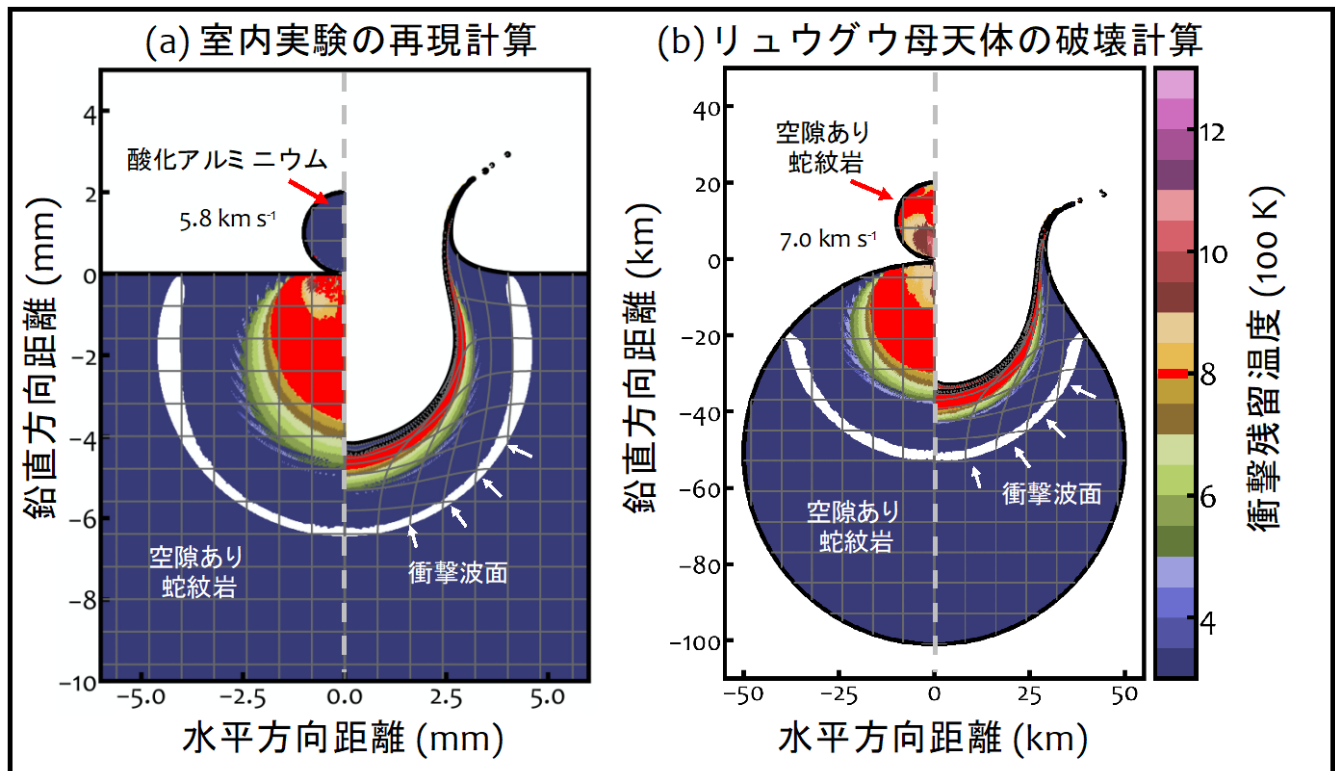 (a) 室内実験の再現計算
(b) リュウグウ母天体の破壊計算
酸化アルミニウム
5.8 km s⁻¹
空隙あり
蛇紋岩
衝撃波面
4
2
0
−2
−4
−6
−8
−10
鉛直方向距離 (mm)
−5.0
−2.5
0.0
2.5
5.0
水平方向距離 (mm)
空隙あり
蛇紋岩
7.0 km s⁻¹
空隙あり
蛇紋岩
衝撃波面
40
20
0
−20
−40
−60
−80
−100
鉛直方向距離 (km)
−50
−25
0
25
50
水平方向距離 (km)
12
10
8
6
4
衝撃残留温度 (100 K)